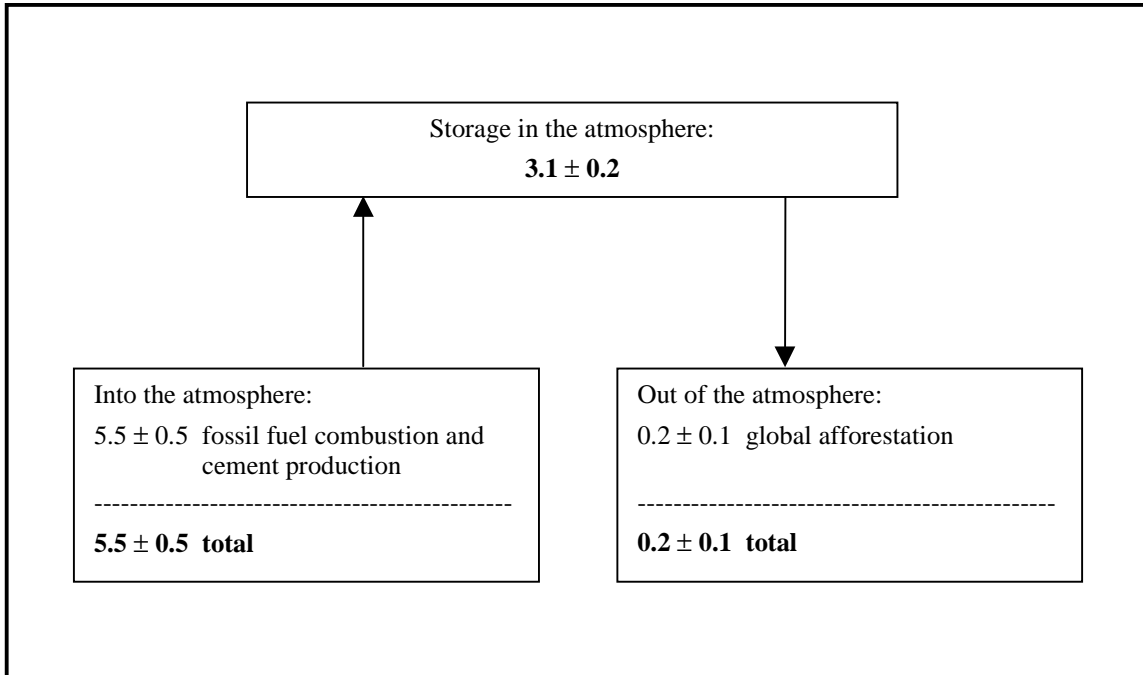 Storage in the atmosphere:
3.1 ± 0.2
Into the atmosphere:
5.5 ± 0.5 fossil fuel combustion and
cement production
-----------------------------------------------
5.5 ± 0.5 total
Out of the atmosphere:
0.2 ± 0.1 global afforestation
-----------------------------------------------
0.2 ± 0.1 total